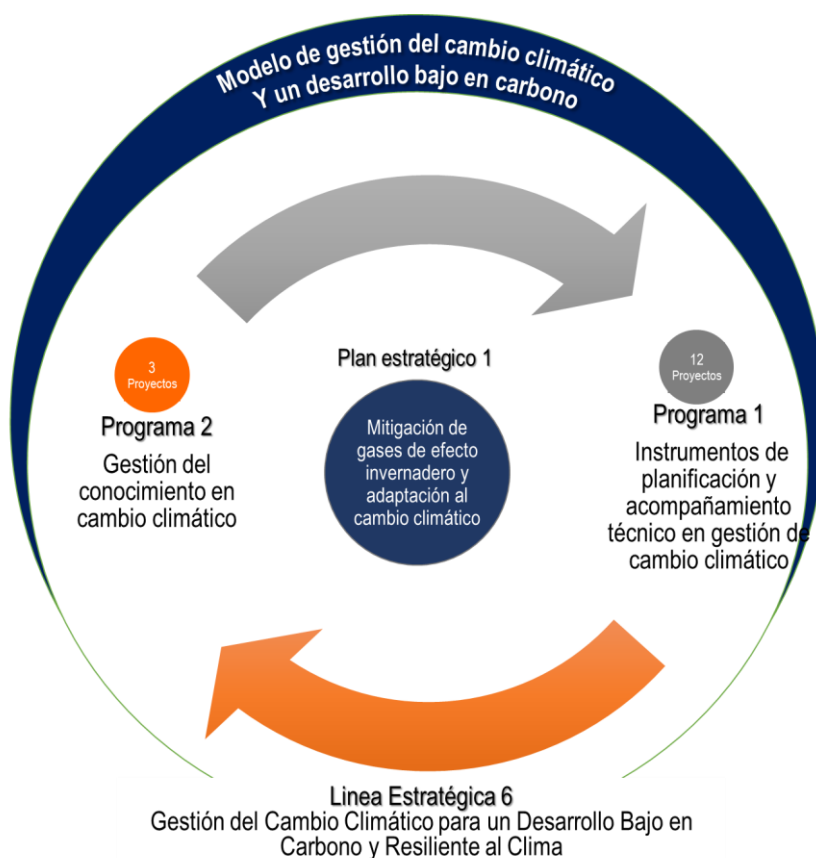 Modelo de gestión del cambio climático
Y un desarrollo bajo en carbono
3
Proyectos
Programa 2
Gestión del
conocimiento en
cambio climático
Plan estratégico 1
Mitigación de
gases de efecto
invernadero y
adaptación al
cambio climático
12
Proyectos
Programa 1
Instrumentos de
planificación y
acompañamiento
técnico en gestión de
cambio climático
Linea Estratégica 6
Gestión del Cambio Climático para un Desarrollo Bajo en
Carbono y Resiliente al Clima